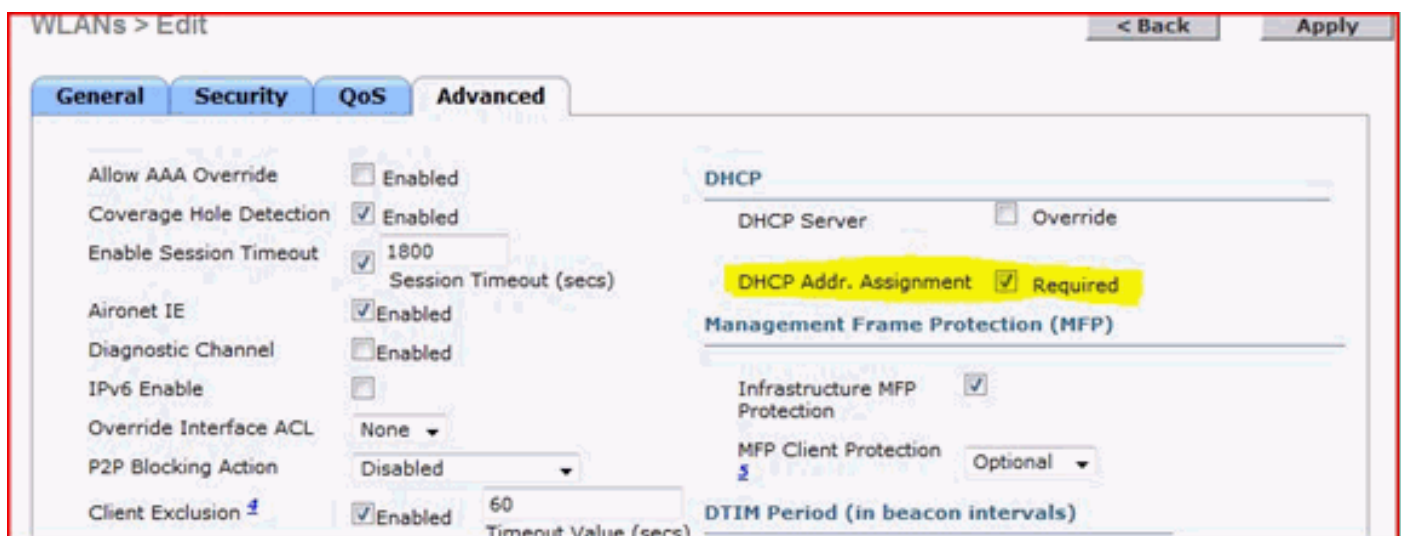 WLANs > Edit
< Back
Apply
General
Security
QoS
Advanced
Allow AAA Override
Enabled
Coverage Hole Detection
Enabled
Enable Session Timeout
1800
Session Timeout (secs)
Aironet IE
Enabled
Diagnostic Channel
Enabled
IPv6 Enable
Override Interface ACL
None
P2P Blocking Action
Disabled
Client Exclusion 4
Enabled
60
Timeout Value (secs)
DHCP
DHCP Server
Override
DHCP Addr. Assignment
Required
Management Frame Protection (MFP)
Infrastructure MFP
Protection
MFP Client Protection
5
Optional
DTIM Period (in beacon intervals)